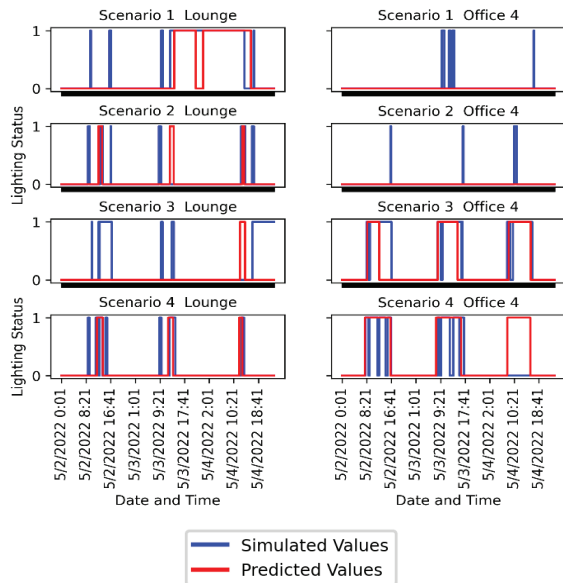 Scenario 1 Lounge
Scenario 1 Office 4
1
0
Scenario 2 Lounge
Scenario 2 Office 4
Lighting Status
1
0
Scenario 3 Lounge
Scenario 3 Office 4
1
0
Scenario 4 Lounge
Scenario 4 Office 4
Lighting Status
1
0
5/2/2022 0:01
5/2/2022 8:21
5/2/2022 16:41
5/3/2022 1:01
5/3/2022 9:21
5/3/2022 17:41
5/4/2022 2:01
5/4/2022 10:21
5/4/2022 18:41
5/2/2022 0:01
5/2/2022 8:21
5/2/2022 16:41
5/3/2022 1:01
5/3/2022 9:21
5/3/2022 17:41
5/4/2022 2:01
5/4/2022 10:21
5/4/2022 18:41
Date and Time
Date and Time
Simulated Values
Predicted Values